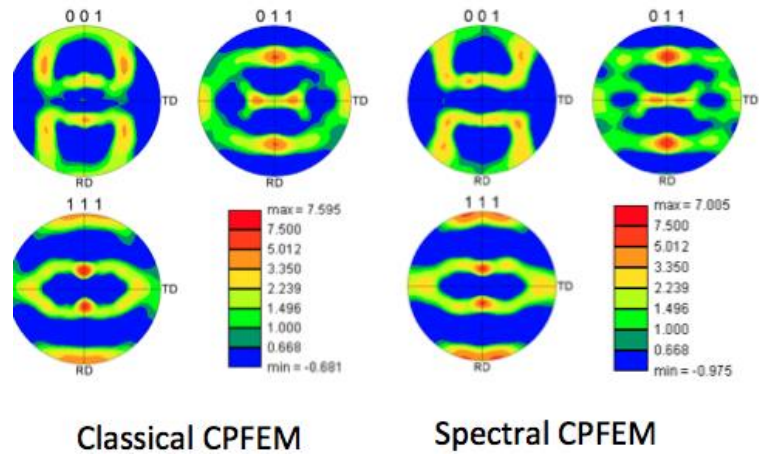 0 0 1
TD
RD
0 1 1
TD
RD
1 1 1
TD
RD
max = 7.595
7.500
5.012
3.350
2.239
1.496
1.000
0.668
min = -0.681
Classical CPFEM
0 0 1
TD
RD
0 1 1
TD
RD
1 1 1
TD
RD
max = 7.005
7.500
5.012
3.350
2.239
1.496
1.000
0.668
min = -0.975
Spectral CPFEM